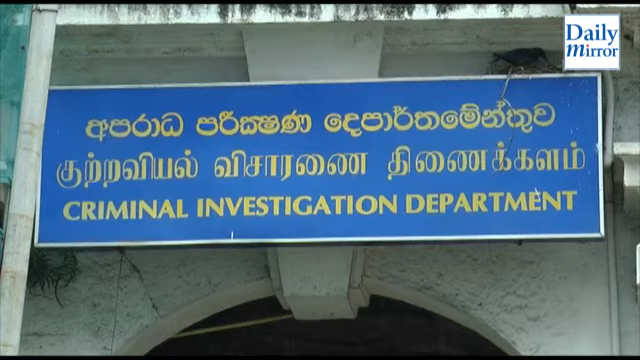 Daily
Mirror
අපරාධ පරීක්ෂණ දෙපාර්තමේන්තුව
குற்றவியல் விசாரணை திணைக்களம்
CRIMINAL INVESTIGATION DEPARTMENT